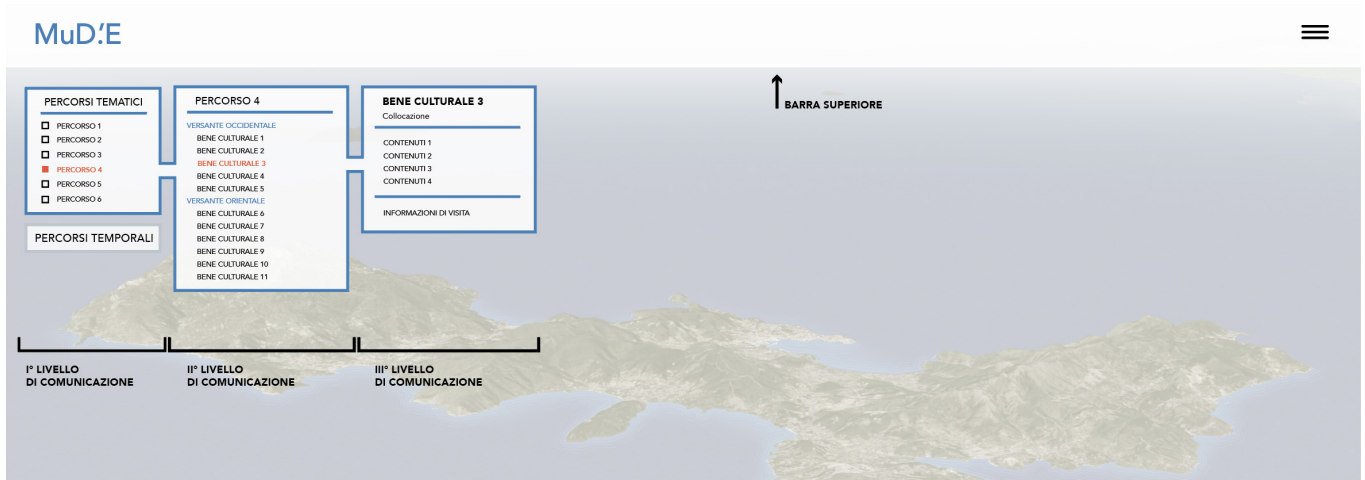 MuD.'E
PERCORSI TEMATICI
PERCORSO 1
PERCORSO 2
PERCORSO 3
PERCORSO 4
PERCORSO 5
PERCORSO 6
PERCORSI TEMPORALI
PERCORSO 4
VERSANTE OCCIDENTALE
BENE CULTURALE 1
BENE CULTURALE 2
BENE CULTURALE 3
BENE CULTURALE 4
BENE CULTURALE 5
VERSANTE ORIENTALE
BENE CULTURALE 6
BENE CULTURALE 7
BENE CULTURALE 8
BENE CULTURALE 9
BENE CULTURALE 10
BENE CULTURALE 11
BENE CULTURALE 3
Collocazione
CONTENUTI 1
CONTENUTI 2
CONTENUTI 3
CONTENUTI 4
INFORMAZIONI DI VISITA
BARRA SUPERIORE
I° LIVELLO
DI COMUNICAZIONE
II° LIVELLO
DI COMUNICAZIONE
III° LIVELLO
DI COMUNICAZIONE